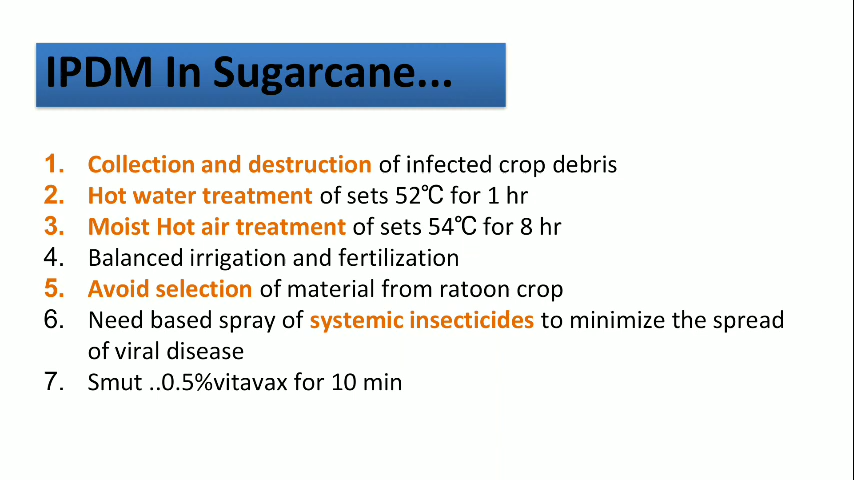 IPDM In Sugarcane...
1. Collection and destruction of infected crop debris
2. Hot water treatment of sets 52℃ for 1 hr
3. Moist Hot air treatment of sets 54℃ for 8 hr
4. Balanced irrigation and fertilization
5. Avoid selection of material from ratoon crop
6. Need based spray of systemic insecticides to minimize the spread
of viral disease
7. Smut ..0.5%vitavax for 10 min